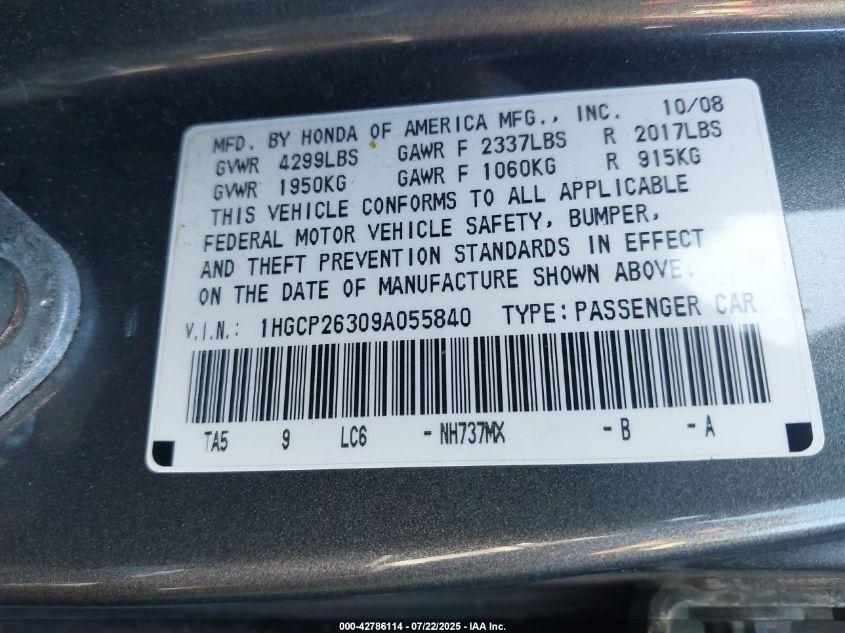 MFD. BY HONDA OF AMERICA MFG., INC. 10/08
GVWR 4299LBS GAWR F 2337LBS R 2017LBS
GVWR 1950KG GAWR F 1060KG R 915KG
THIS VEHICLE CONFORMS TO ALL APPLICABLE
FEDERAL MOTOR VEHICLE SAFETY, BUMPER,
AND THEFT PREVENTION STANDARDS IN EFFECT
ON THE DATE OF MANUFACTURE SHOWN ABOVE.
V.I.N.: 1HGCP26309A055840 TYPE: PASSENGER CAR
TA5 9 LC6 - NH737MX - B - A
000-42786114 - 07/22/2025 - IAA Inc.